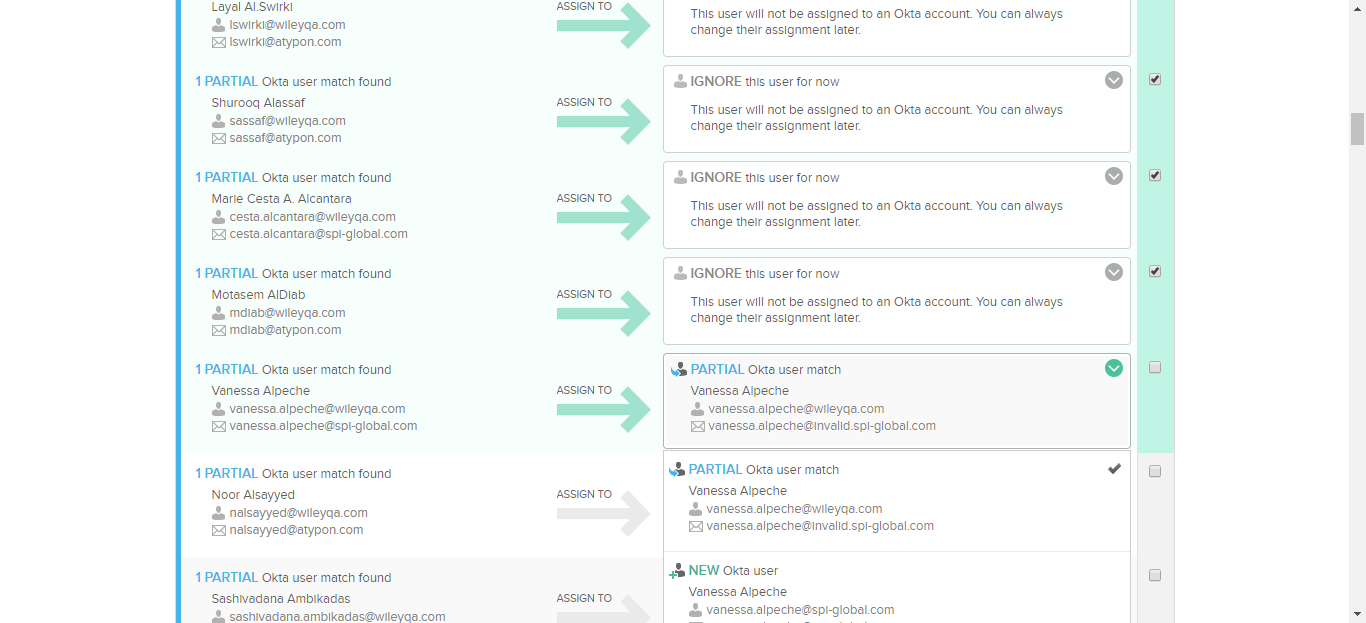 Layal Al.Swirki
lswirki@wileyqa.com
lswirki@atypon.com
ASSIGN TO
This user will not be assigned to an Okta account. You can always
change their assignment later.
1 PARTIAL Okta user match found
Shurooq Alassaf
sassaf@wileyqa.com
sassaf@atypon.com
ASSIGN TO
IGNORE this user for now
This user will not be assigned to an Okta account. You can always
change their assignment later.
1 PARTIAL Okta user match found
Marie Cesta A. Alcantara
cesta.alcantara@wileyqa.com
cesta.alcantara@spi-global.com
ASSIGN TO
IGNORE this user for now
This user will not be assigned to an Okta account. You can always
change their assignment later.
1 PARTIAL Okta user match found
Motasem AlDiab
mdiab@wileyqa.com
mdiab@atypon.com
ASSIGN TO
IGNORE this user for now
This user will not be assigned to an Okta account. You can always
change their assignment later.
1 PARTIAL Okta user match found
Vanessa Alpeche
vanessa.alpeche@wileyqa.com
vanessa.alpeche@spi-global.com
ASSIGN TO
PARTIAL Okta user match
Vanessa Alpeche
vanessa.alpeche@wileyqa.com
vanessa.alpeche@invalid.spi-global.com
1 PARTIAL Okta user match found
Noor Alsayyed
nalsayyed@wileyqa.com
nalsayyed@atypon.com
ASSIGN TO
PARTIAL Okta user match
Vanessa Alpeche
vanessa.alpeche@wileyqa.com
vanessa.alpeche@invalid.spi-global.com
1 PARTIAL Okta user match found
Sashivadana Ambikadas
sashivadana.ambikadas@wileyqa.com
ASSIGN TO
NEW Okta user
Vanessa Alpeche
vanessa.alpeche@spi-global.com